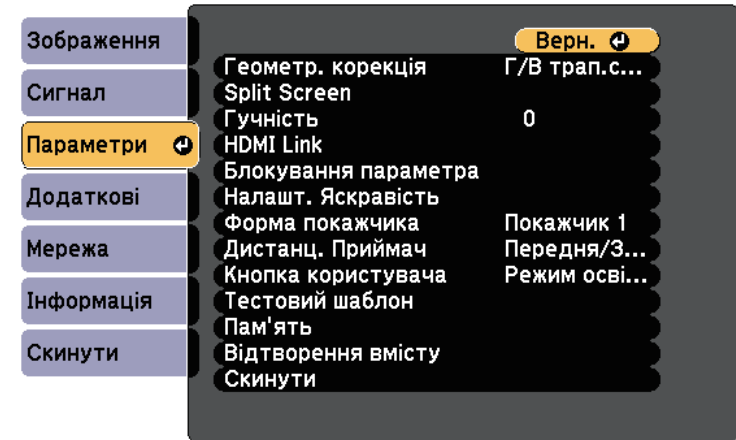 Зображення
Сигнал
Параметри
Додаткові
Мережа
Інформація
Скинути
Верн.
Геометр. корекція Г/В трап.с...
Split Screen
Гучність 0
HDMI Link
Блокування параметра
Налашт. Яскравість
Форма покажчика Покажчик 1
Дистанц. Приймач Передня/З...
Кнопка користувача Режим осві...
Тестовий шаблон
Пам'ять
Відтворення вмісту
Скинути